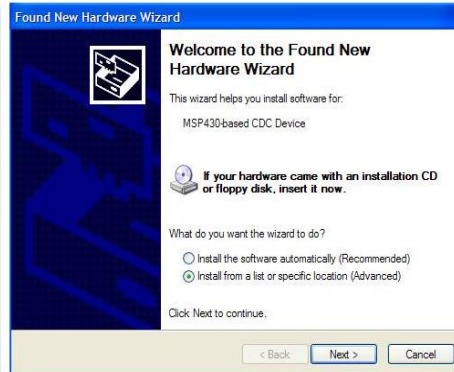 Found New Hardware Wizard
Welcome to the Found New
Hardware Wizard
This wizard helps you install software for:
MSP430-based CDC Device
If your hardware came with an installation CD
or floppy disk, insert it now.
What do you want the wizard to do?
Install the software automatically (Recommended)
Install from a list or specific location (Advanced)
Click Next to continue.
< Back Next > Cancel